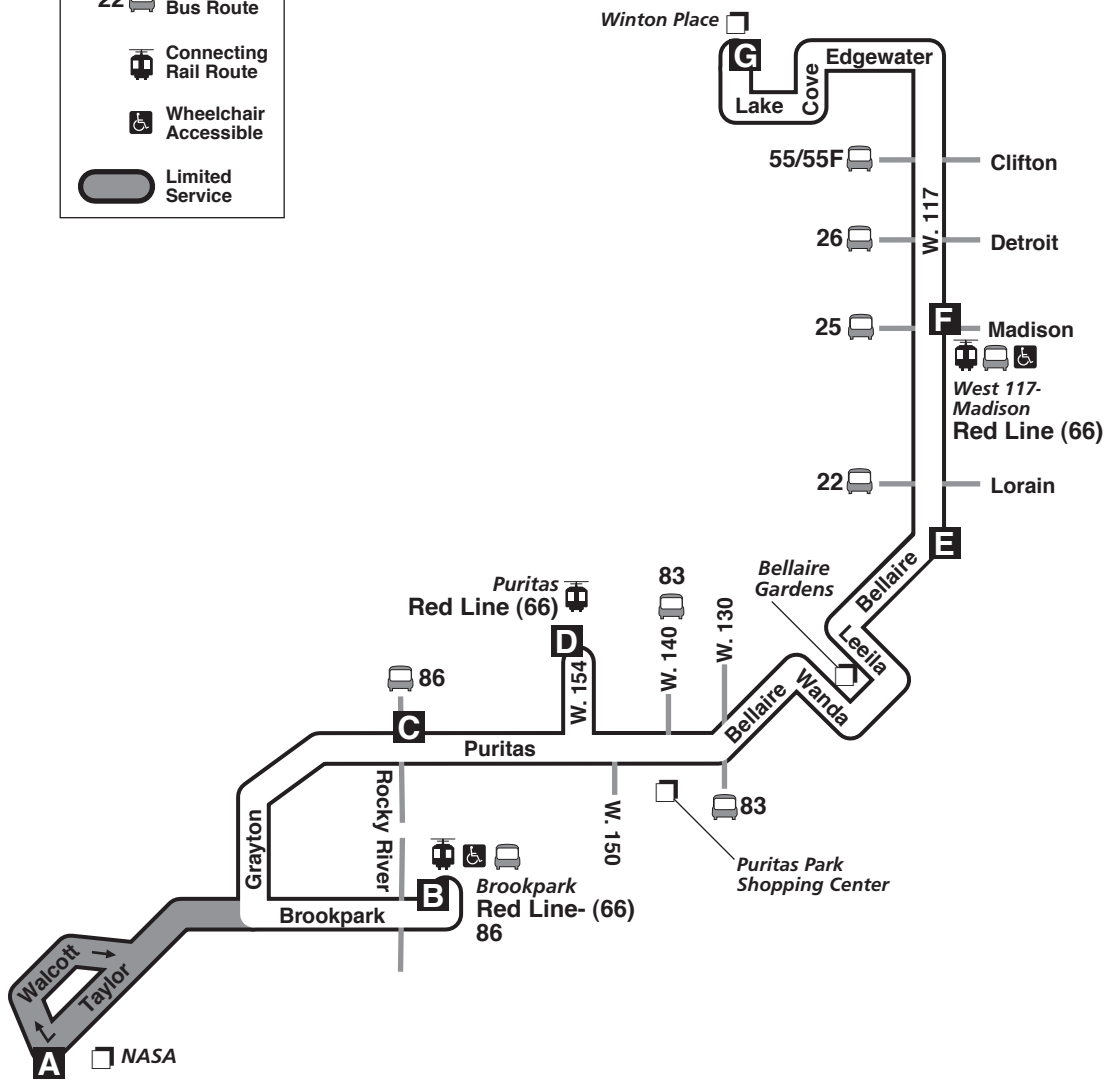 22
Bus Route
Connecting
Rail Route
Wheelchair
Accessible
Limited
Service
Winton Place
G
Edgewater
Cove
Lake
55/55F
Clifton
W. 117
26
Detroit
25
F
Madison
West 117-
Madison
Red Line (66)
22
Lorain
E
Bellaire
Bellaire
Gardens
Leeila
Wanda
Bellaire
83
W. 140
W. 130
Puritas
Red Line (66)
D
W. 154
86
C
Puritas
Rocky River
W. 150
83
Puritas Park
Shopping Center
Grayton
B
Brookpark
Red Line- (66)
86
Brookpark
Walcott
Taylor
A
NASA